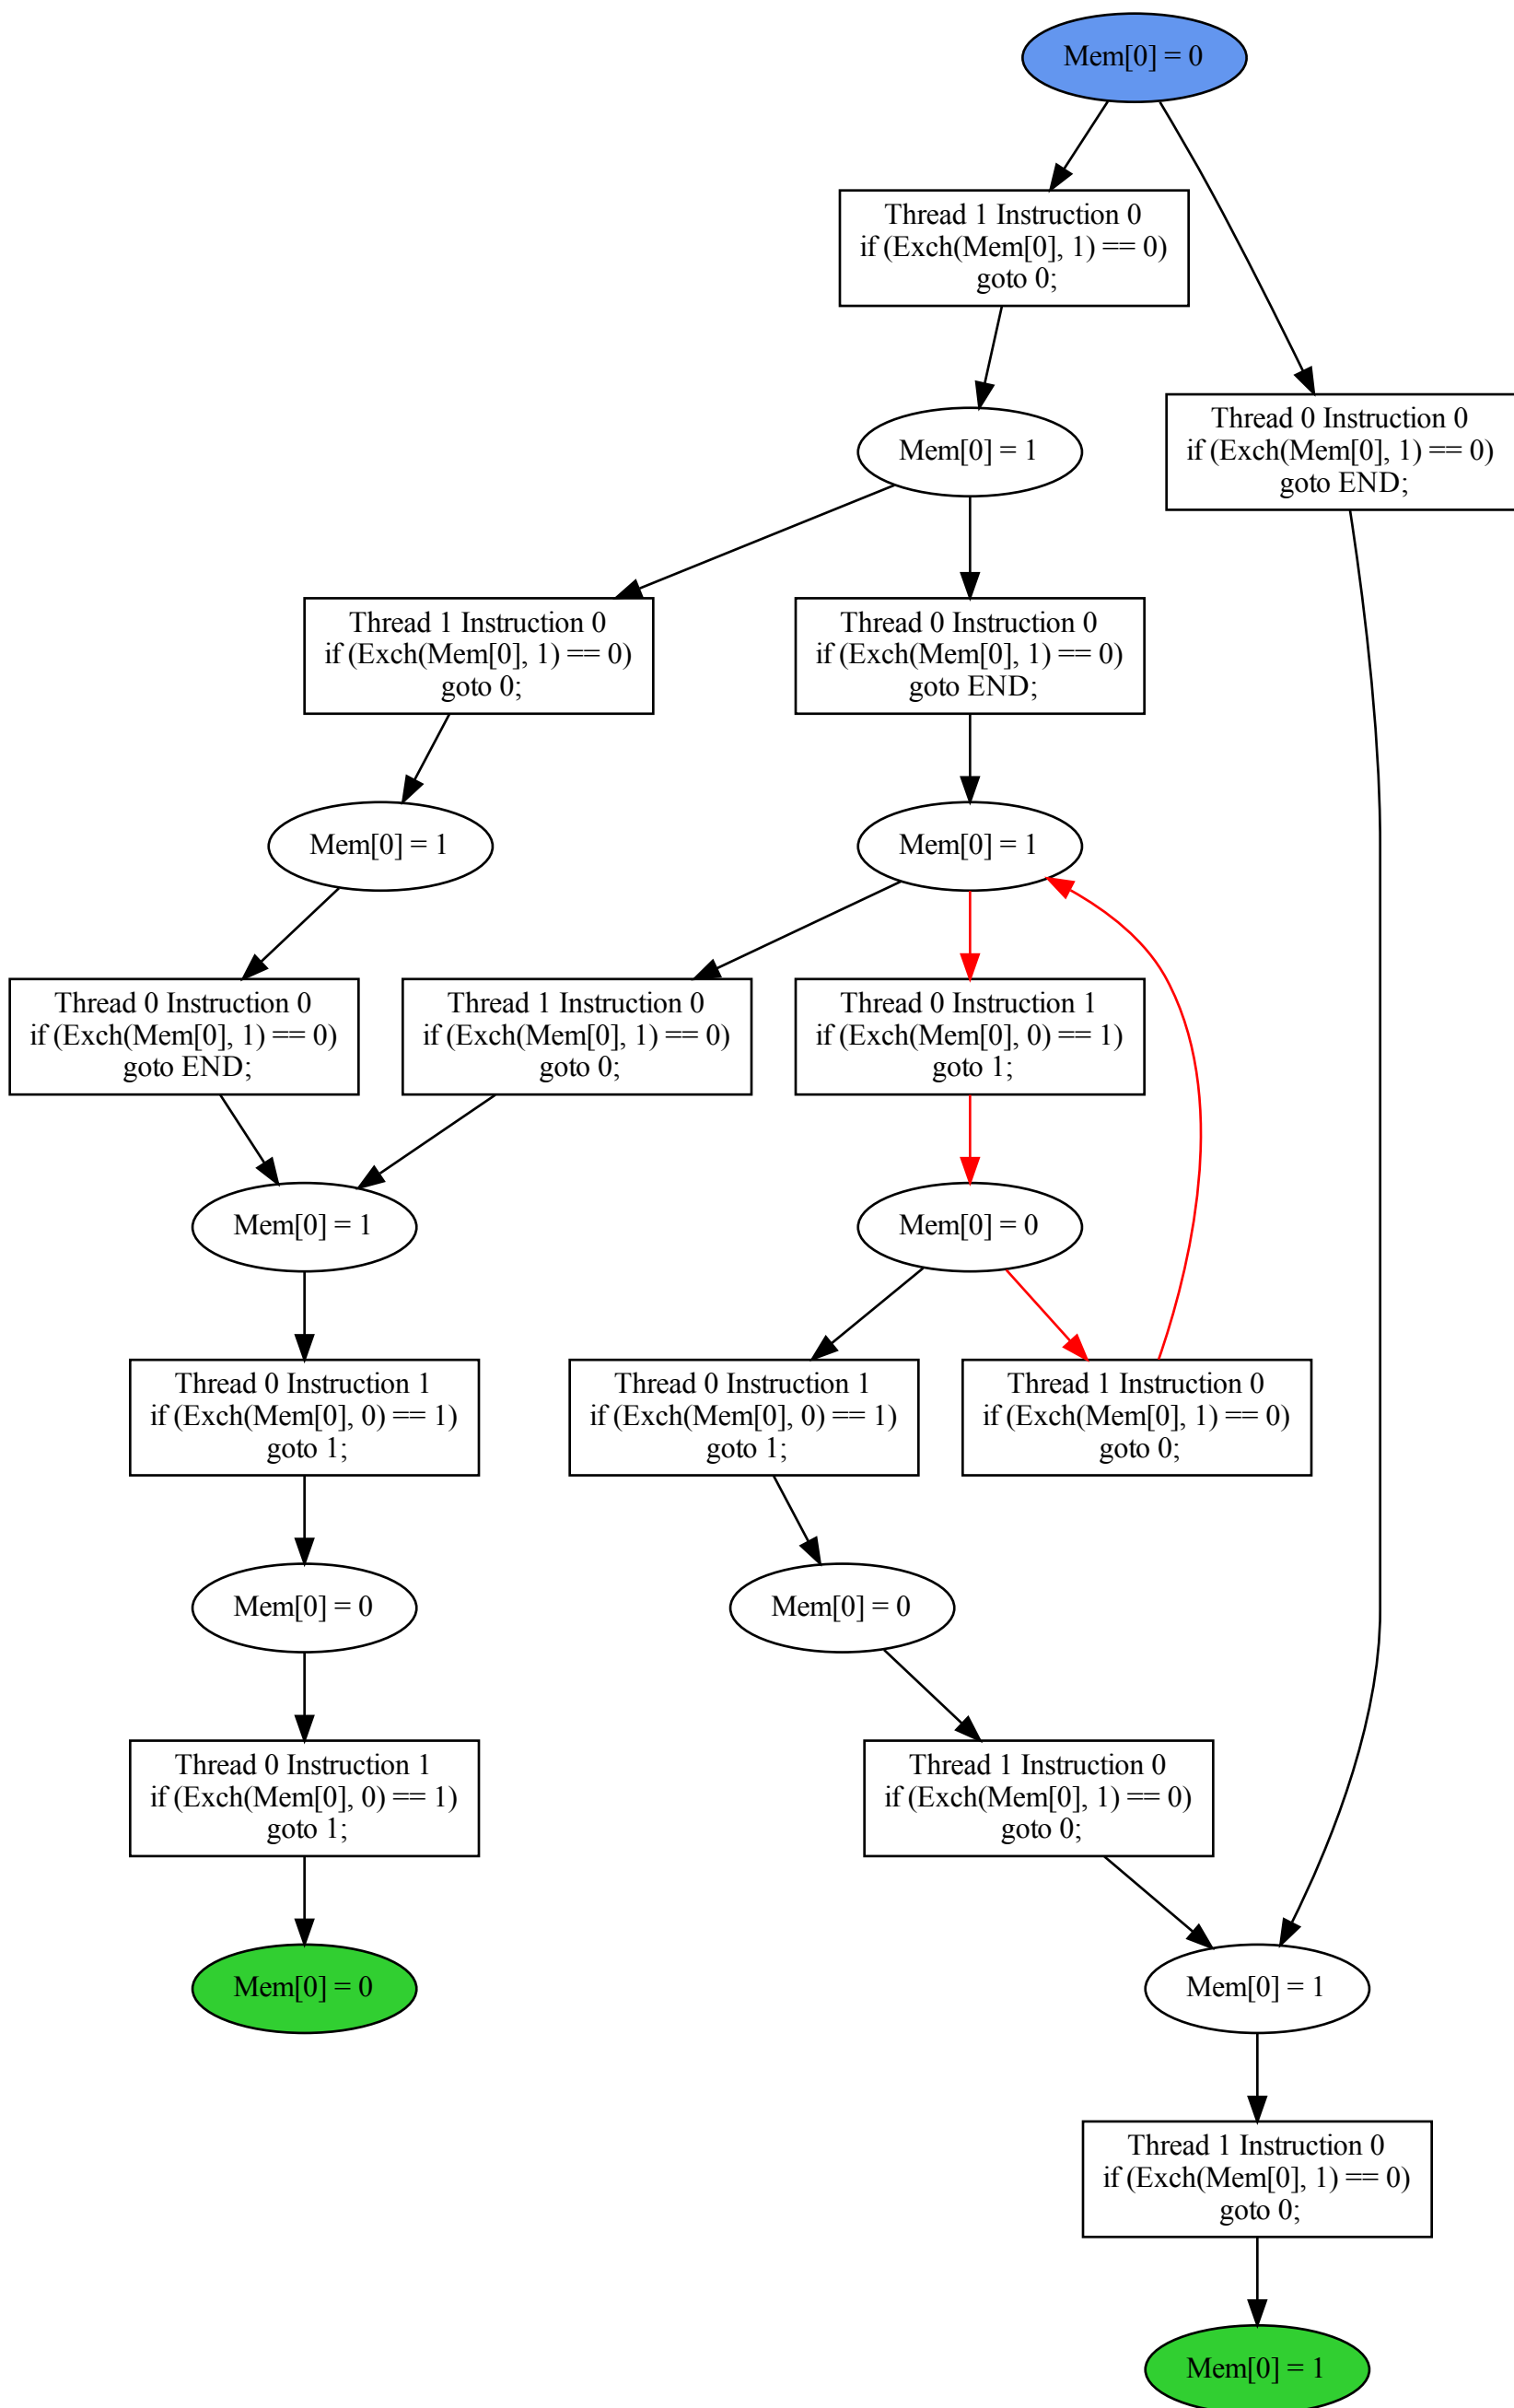 Mem[0] = 0
Thread 1 Instruction 0
if (Exch(Mem[0], 1) == 0)
goto 0;
Mem[0] = 1
Thread 0 Instruction 0
if (Exch(Mem[0], 1) == 0)
goto END;
Thread 1 Instruction 0
if (Exch(Mem[0], 1) == 0)
goto 0;
Thread 0 Instruction 0
if (Exch(Mem[0], 1) == 0)
goto END;
Mem[0] = 1
Mem[0] = 1
Thread 0 Instruction 0
if (Exch(Mem[0], 1) == 0)
goto END;
Thread 1 Instruction 0
if (Exch(Mem[0], 1) == 0)
goto 0;
Thread 0 Instruction 1
if (Exch(Mem[0], 0) == 1)
goto 1;
Mem[0] = 1
Mem[0] = 0
Thread 0 Instruction 1
if (Exch(Mem[0], 0) == 1)
goto 1;
Thread 0 Instruction 1
if (Exch(Mem[0], 0) == 1)
goto 1;
Thread 1 Instruction 0
if (Exch(Mem[0], 1) == 0)
goto 0;
Mem[0] = 0
Mem[0] = 0
Thread 0 Instruction 1
if (Exch(Mem[0], 0) == 1)
goto 1;
Thread 1 Instruction 0
if (Exch(Mem[0], 1) == 0)
goto 0;
Mem[0] = 0
Mem[0] = 1
Thread 1 Instruction 0
if (Exch(Mem[0], 1) == 0)
goto 0;
Mem[0] = 1